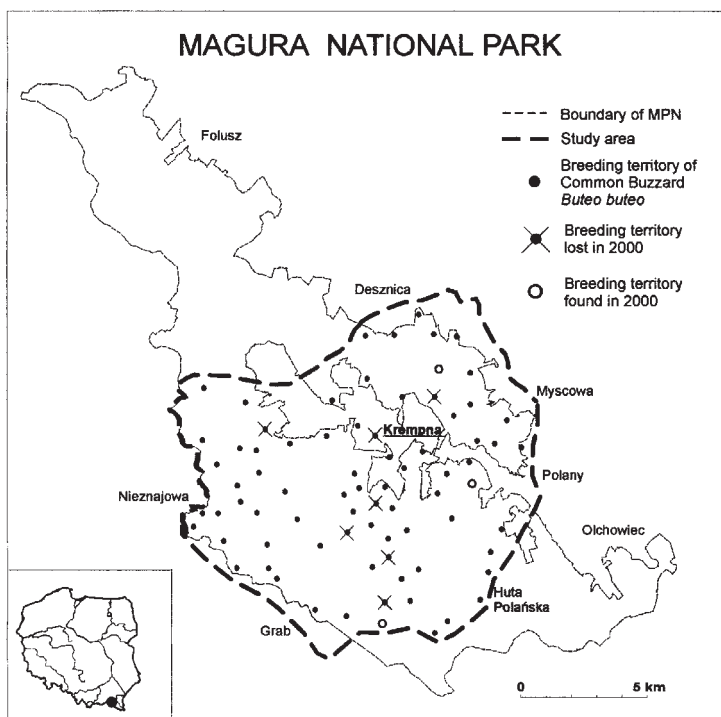 MAGURA NATIONAL PARK
Folusz
Boundary of MPN
Study area
Breeding territory of
Common Buzzard
Buteo buteo
Breeding territory
lost in 2000
Breeding territory
found in 2000
Desznica
Myscowa
Krempna
Polany
Nieznajowa
Olchowiec
Huta
Polańska
Grab
0 5 km